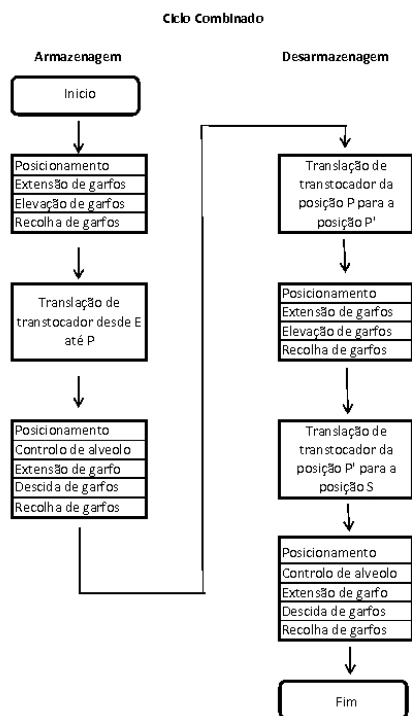 Ciclo Combinado
Armazenagem
Inicio
Posicionamento
Extensão de garfos
Elevação de garfos
Recolha de garfos
Translação de
transtocador desde E
até P
Posicionamento
Controlo de alveolo
Extensão de garfo
Descida de garfos
Recolha de garfos
Desarmazenagem
Translação de
transtocador da
posição P para a
posição P'
Posicionamento
Extensão de garfos
Elevação de garfos
Recolha de garfos
Translação de
transtocador da
posição P' para a
posição S
Posicionamento
Controlo de alveolo
Extensão de garfo
Descida de garfos
Recolha de garfos
Fim